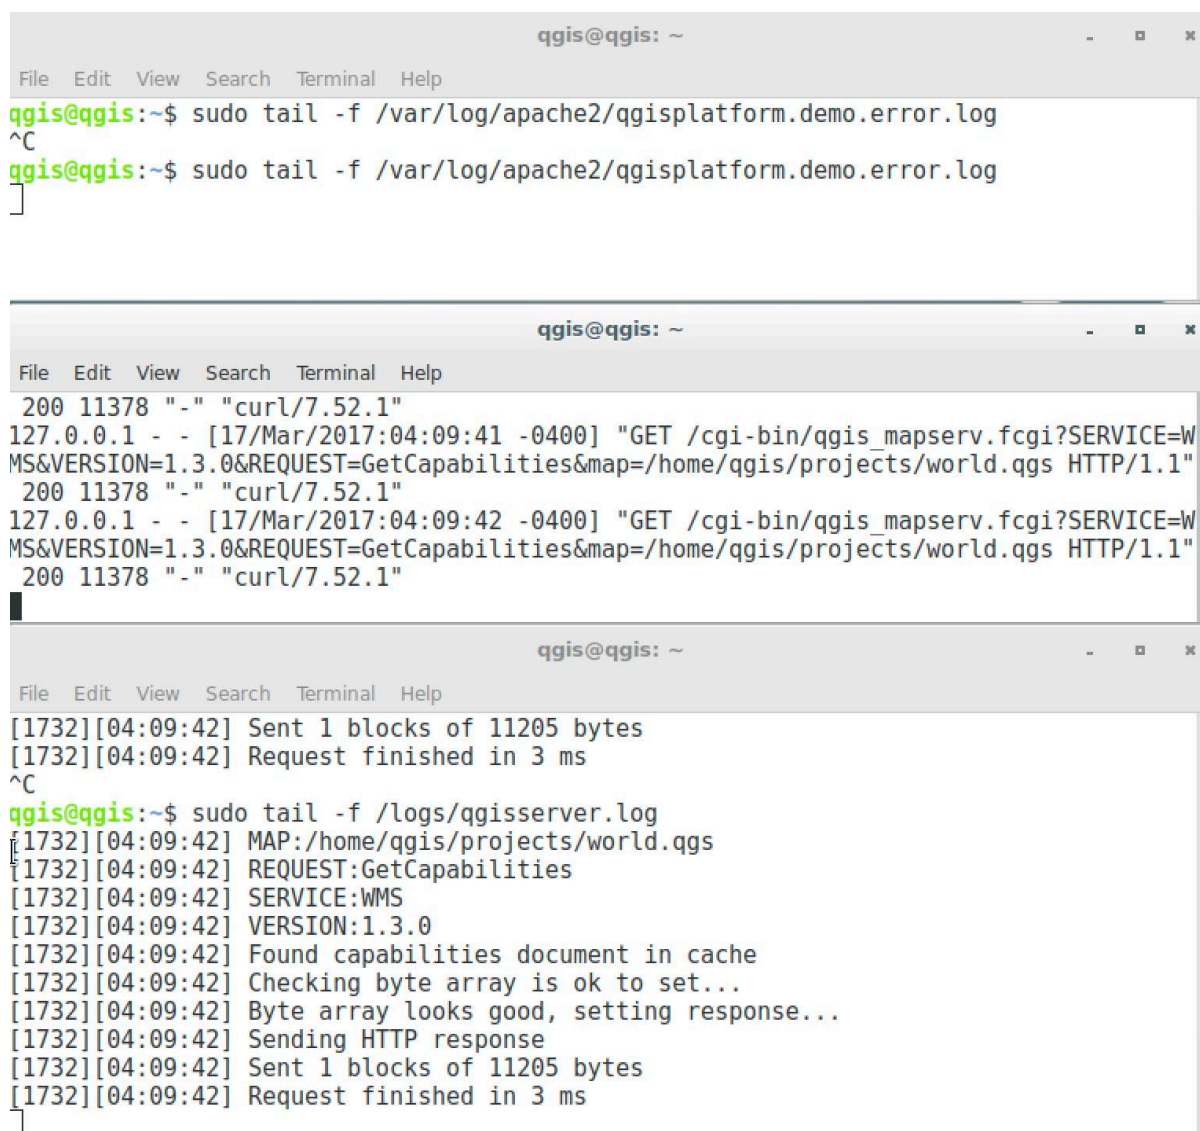 qgis@qgis: ~
File Edit View Search Terminal Help
qgis@qgis:~$ sudo tail -f /var/log/apache2/qgisplatform.demo.error.log
^C
qgis@qgis:~$ sudo tail -f /var/log/apache2/qgisplatform.demo.error.log
qgis@qgis: ~
File Edit View Search Terminal Help
200 11378 "-" "curl/7.52.1"
127.0.0.1 - - [17/Mar/2017:04:09:41 -0400] "GET /cgi-bin/qgis_mapserv.fcgi?SERVICE=W
MS&VERSION=1.3.0&REQUEST=GetCapabilities&map=/home/qgis/projects/world.qgs HTTP/1.1"
200 11378 "-" "curl/7.52.1"
127.0.0.1 - - [17/Mar/2017:04:09:42 -0400] "GET /cgi-bin/qgis_mapserv.fcgi?SERVICE=W
MS&VERSION=1.3.0&REQUEST=GetCapabilities&map=/home/qgis/projects/world.qgs HTTP/1.1"
200 11378 "-" "curl/7.52.1"
qgis@qgis: ~
File Edit View Search Terminal Help
[1732][04:09:42] Sent 1 blocks of 11205 bytes
[1732][04:09:42] Request finished in 3 ms
^C
qgis@qgis:~$ sudo tail -f /logs/qgisserver.log
[1732][04:09:42] MAP:/home/qgis/projects/world.qgs
[1732][04:09:42] REQUEST:GetCapabilities
[1732][04:09:42] SERVICE:WMS
[1732][04:09:42] VERSION:1.3.0
[1732][04:09:42] Found capabilities document in cache
[1732][04:09:42] Checking byte array is ok to set...
[1732][04:09:42] Byte array looks good, setting response...
[1732][04:09:42] Sending HTTP response
[1732][04:09:42] Sent 1 blocks of 11205 bytes
[1732][04:09:42] Request finished in 3 ms